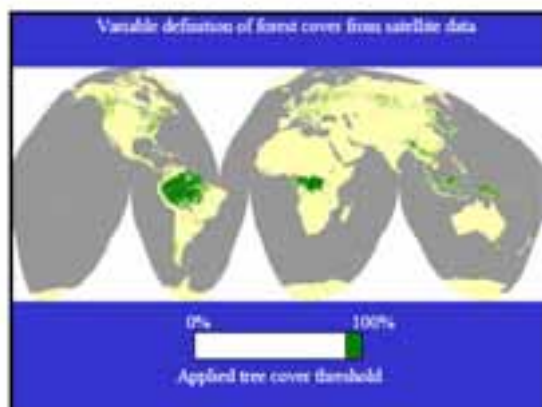 Variable definition of forest cover from satellite data
0% 100%
Applied tree cover threshold